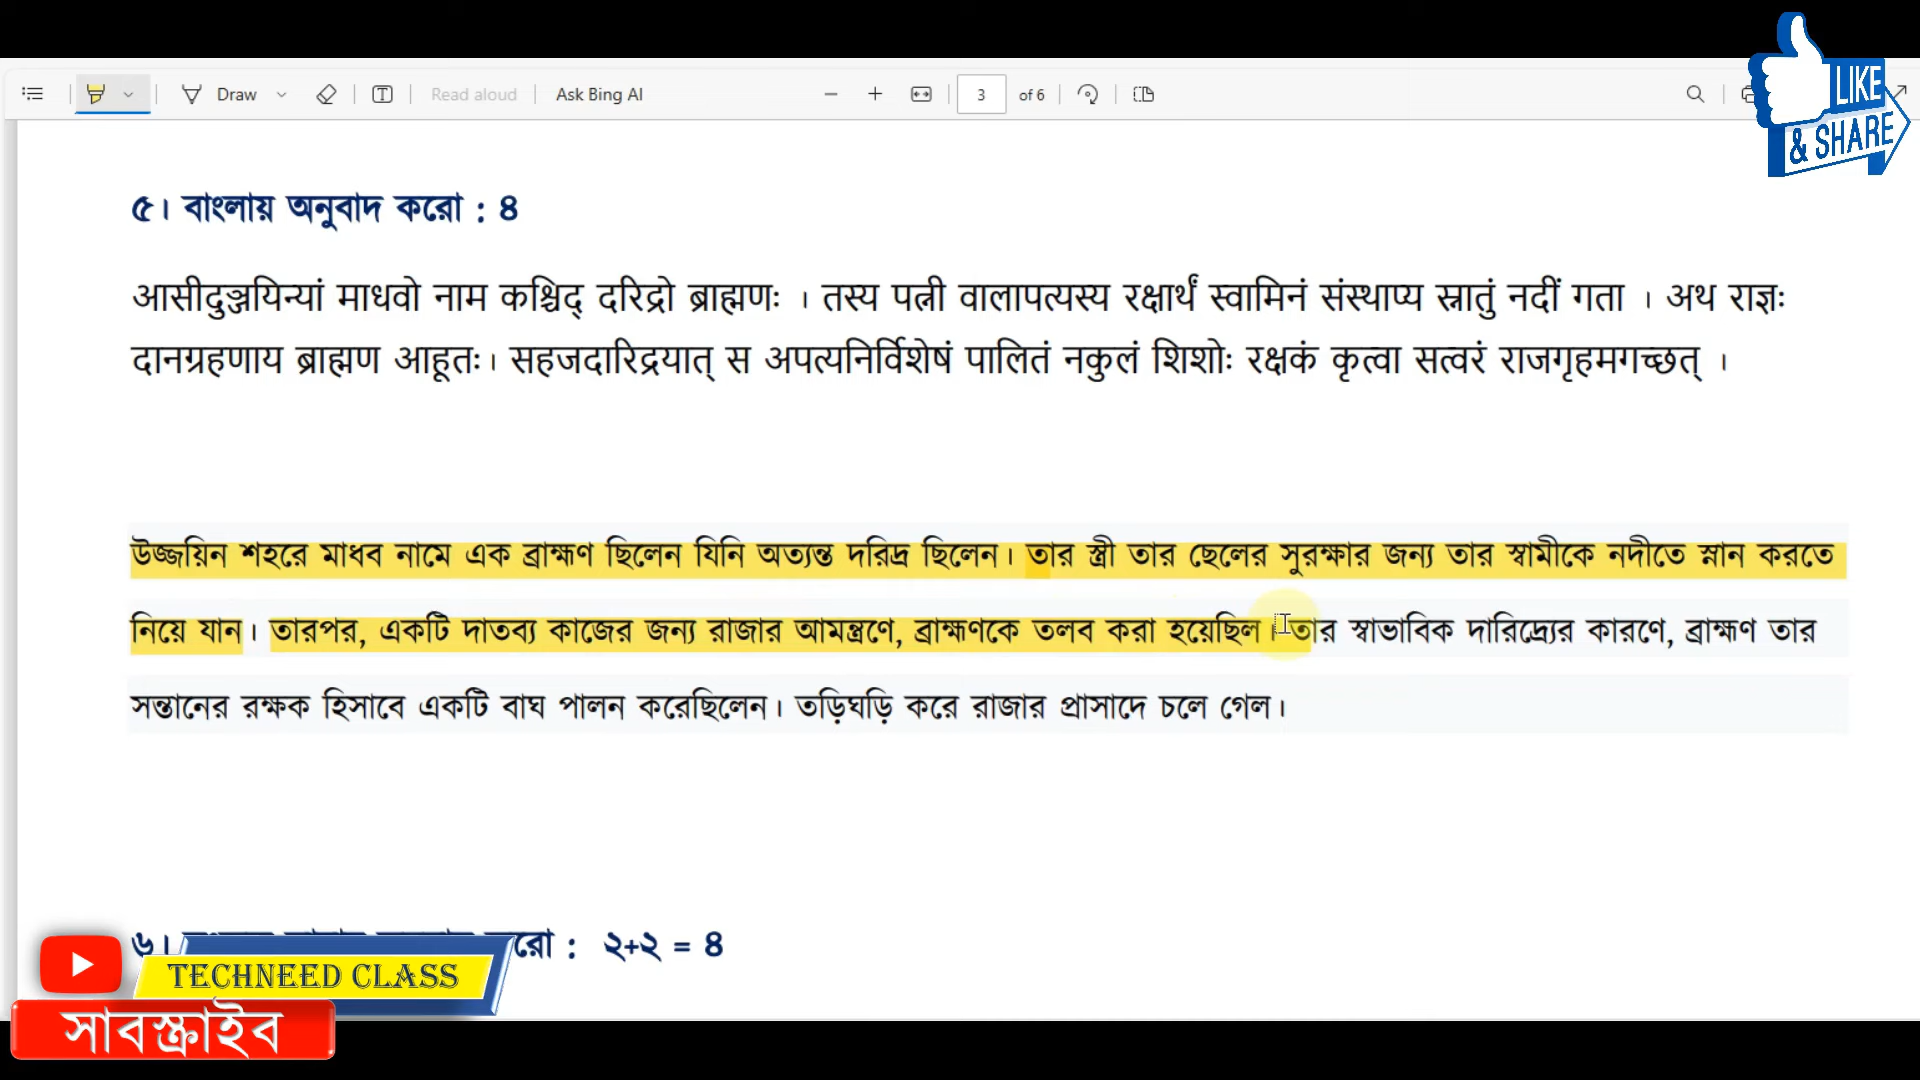 Draw
Read aloud
Ask Bing AI
3 of 6
LIKE
& SHARE
৫। বাংলায় অনুবাদ করো : ৪
आसीदुज्जयिन्यां माधवो नाम कश्चिद् दरिद्रो ब्राह्मणः । तस्य पत्नी वालापत्यस्य रक्षार्थं स्वामिनं संस्थाप्य स्नातुं नदीं गता । अथ राज्ञः
दानग्रहणाय ब्राह्मण आहूतः। सहजदारिद्रयात् स अपत्यनिर्विशेषं पालितं नकुलं शिशोः रक्षकं कृत्वा सत्वरं राजगृहमगच्छत् ।
উজ্জয়িন শহরে মাধব নামে এক ব্রাহ্মণ ছিলেন যিনি অত্যন্ত দরিদ্র ছিলেন। তার স্ত্রী তার ছেলের সুরক্ষার জন্য তার স্বামীকে নদীতে স্নান করতে
নিয়ে যান। তারপর, একটি দাতব্য কাজের জন্য রাজার আমন্ত্রণে, ব্রাহ্মণকে তলব করা হয়েছিল। তার স্বাভাবিক দারিদ্র্যের কারণে, ব্রাহ্মণ তার
সন্তানের রক্ষক হিসাবে একটি বাঘ পালন করেছিলেন। তড়িঘড়ি করে রাজার প্রাসাদে চলে গেল।
৬। রো : ২+২ = ৪
TECHNEED CLASS
সাবস্ক্রাইব